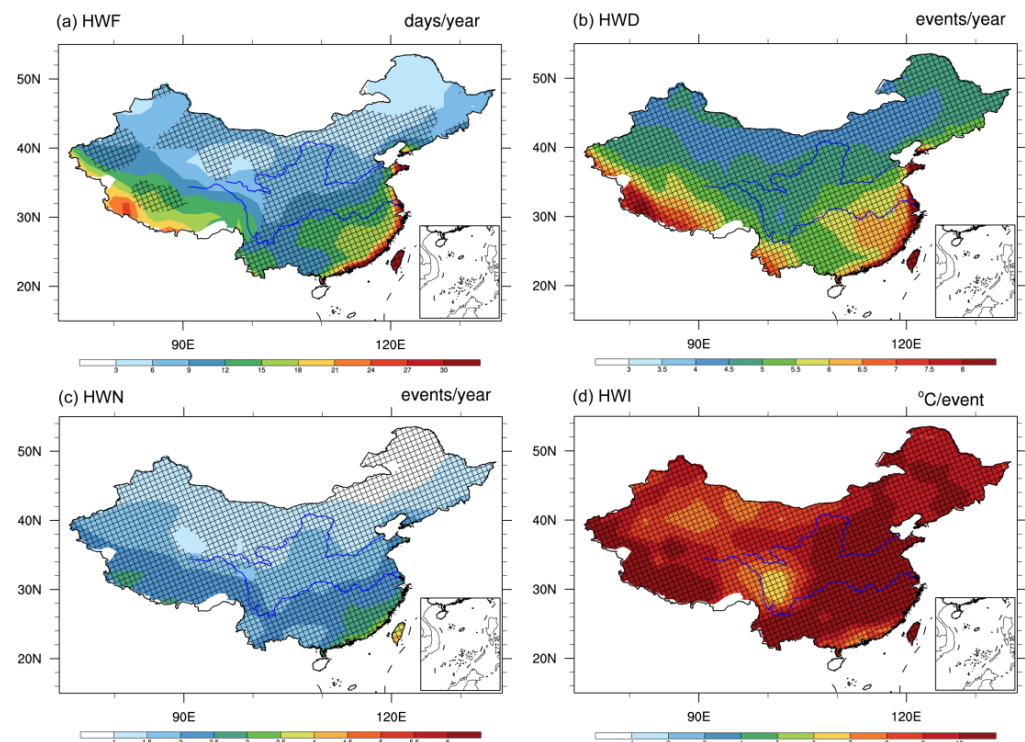 (a) HWF days/year
50N
40N
30N
20N
90E 120E
3 6 9 12 15 18 21 24 27 30
(b) HWD events/year
50N
40N
30N
20N
90E 120E
3 3.5 4 4.5 5 5.5 6 6.5 7 7.5 8
(c) HWN events/year
50N
40N
30N
20N
90E 120E
(d) HWI °C/event
50N
40N
30N
20N
90E 120E